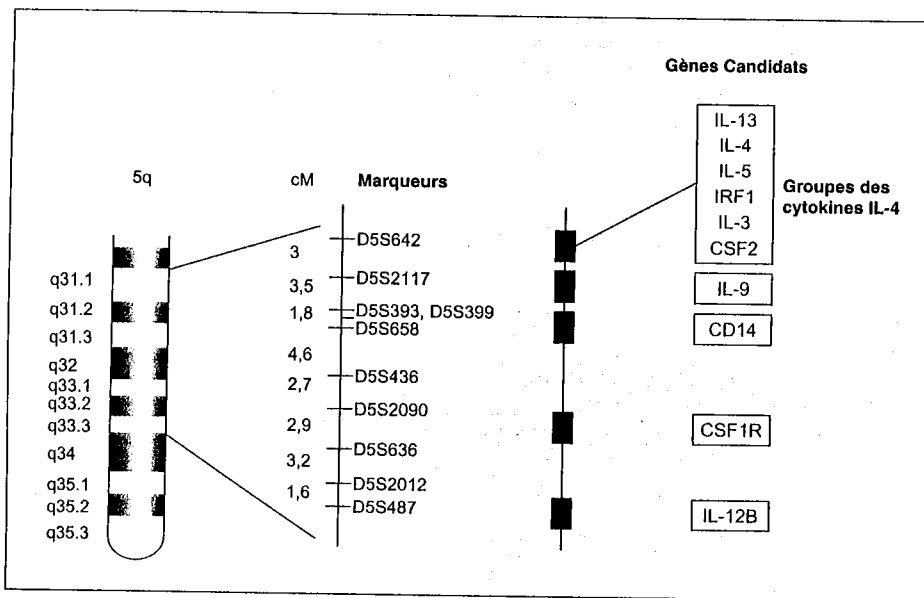 Gènes Candidats
IL-13
IL-4
IL-5
IRF1
IL-3
CSF2
Groupes des
cytokines IL-4
IL-9
CD14
CSF1R
IL-12B
5q
q31.1
q31.2
q31.3
q32
q33.1
q33.2
q33.3
q34
q35.1
q35.2
q35.3
cM
3
3,5
1,8
4,6
2,7
2,9
3,2
1,6
Marqueurs
D5S642
D5S2117
D5S393, D5S399
D5S658
D5S436
D5S2090
D5S636
D5S2012
D5S487